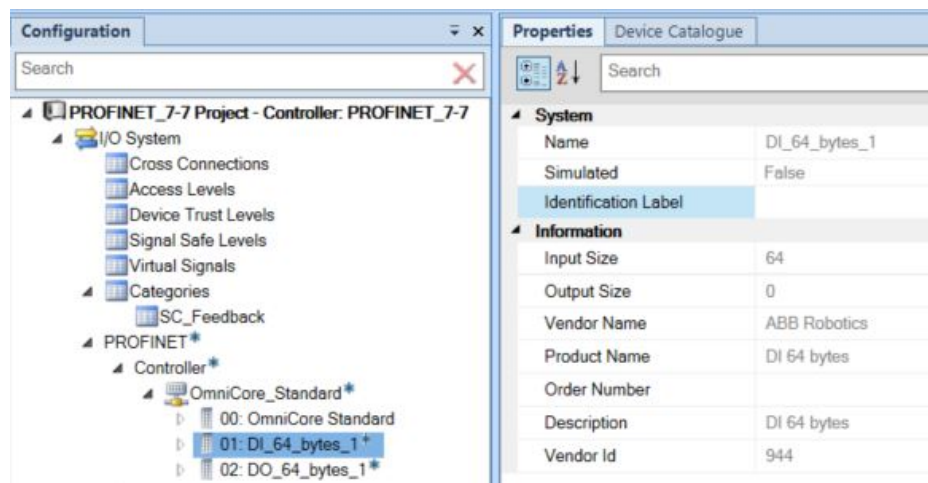 Configuration
Search
PROFINET_7-7 Project - Controller: PROFINET_7-7
I/O System
Cross Connections
Access Levels
Device Trust Levels
Signal Safe Levels
Virtual Signals
Categories
SC_Feedback
PROFINET*
Controller*
OmniCore_Standard*
00: OmniCore Standard
01: DI_64_bytes_1*
02: DO_64_bytes_1*
Properties Device Catalogue
A Z Search
System
Name DI_64_bytes_1
Simulated False
Identification Label
Information
Input Size 64
Output Size 0
Vendor Name ABB Robotics
Product Name DI 64 bytes
Order Number
Description DI 64 bytes
Vendor Id 944